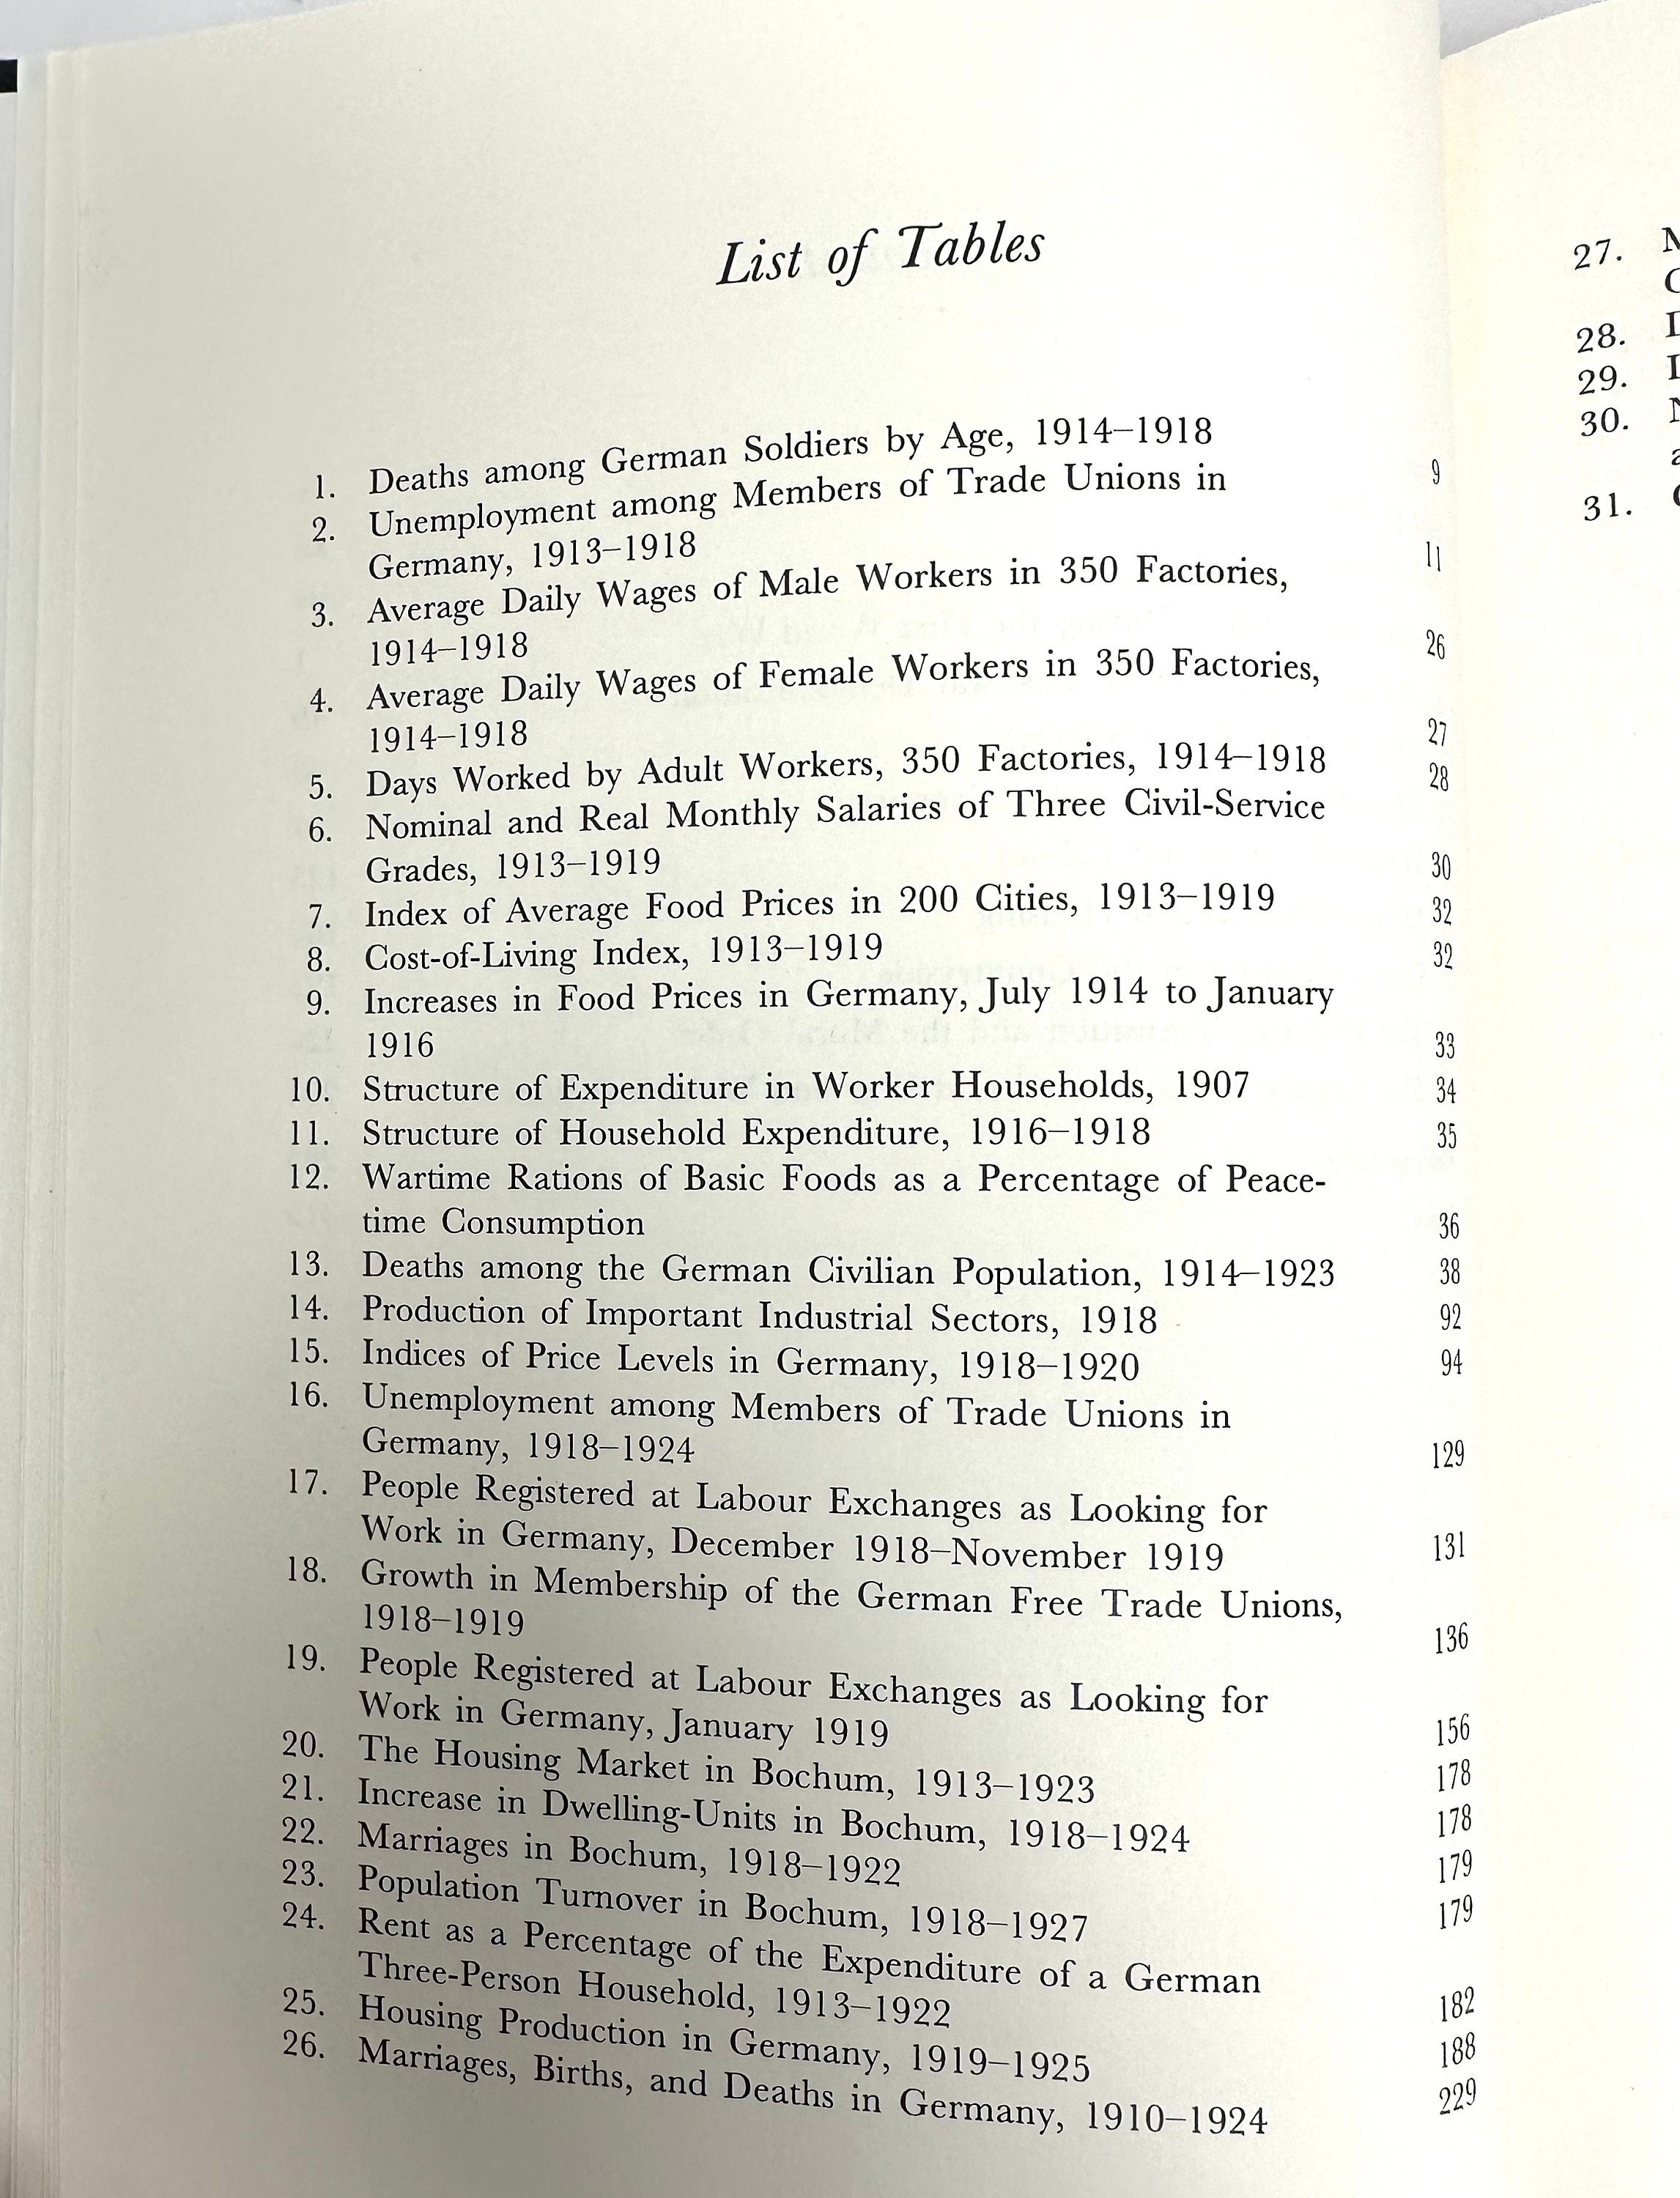 List of Tables
1. Deaths among German Soldiers by Age, 1914–1918 9
2. Unemployment among Members of Trade Unions in
Germany, 1913–1918 11
3. Average Daily Wages of Male Workers in 350 Factories,
1914–1918 26
4. Average Daily Wages of Female Workers in 350 Factories,
1914–1918 27
5. Days Worked by Adult Workers, 350 Factories, 1914–1918 28
6. Nominal and Real Monthly Salaries of Three Civil-Service
Grades, 1913–1919 30
7. Index of Average Food Prices in 200 Cities, 1913–1919 32
8. Cost-of-Living Index, 1913–1919 32
9. Increases in Food Prices in Germany, July 1914 to January
1916 33
10. Structure of Expenditure in Worker Households, 1907 34
11. Structure of Household Expenditure, 1916–1918 35
12. Wartime Rations of Basic Foods as a Percentage of Peace-
time Consumption 36
13. Deaths among the German Civilian Population, 1914–1923 38
14. Production of Important Industrial Sectors, 1918 92
15. Indices of Price Levels in Germany, 1918–1920 94
16. Unemployment among Members of Trade Unions in
Germany, 1918–1924 129
17. People Registered at Labour Exchanges as Looking for
Work in Germany, December 1918–November 1919 131
18. Growth in Membership of the German Free Trade Unions,
1918–1919 136
19. People Registered at Labour Exchanges as Looking for
Work in Germany, January 1919 156
20. The Housing Market in Bochum, 1913–1923 178
21. Increase in Dwelling-Units in Bochum, 1918–1924 178
22. Marriages in Bochum, 1918–1922 179
23. Population Turnover in Bochum, 1918–1927 179
24. Rent as a Percentage of the Expenditure of a German
Three-Person Household, 1913–1922 182
25. Housing Production in Germany, 1919–1925 188
26. Marriages, Births, and Deaths in Germany, 1910–1924 229
27.
28.
29.
30.
31.